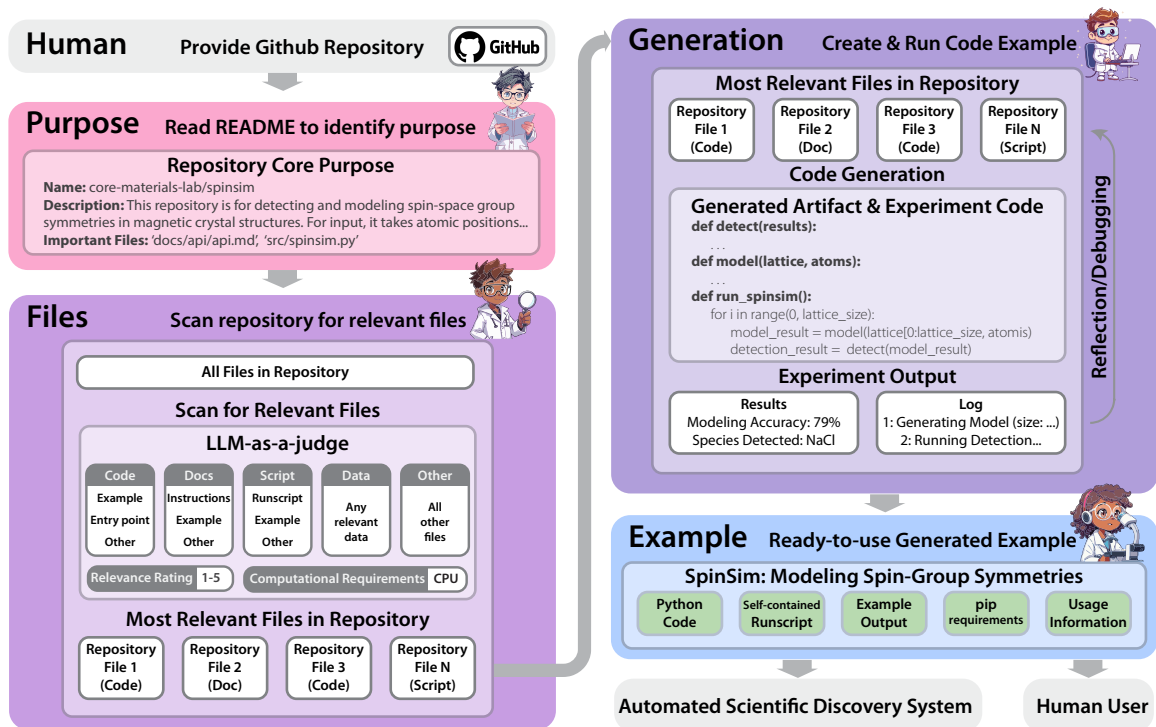 Human
Provide Github Repository
GitHub
Purpose
Read README to identify purpose
Repository Core Purpose
Name: core-materials-lab/spinsim
Description: This repository is for detecting and modeling spin-space group
symmetries in magnetic crystal structures. For input, it takes atomic positions...
Important Files: ‘docs/api/api.md’, ‘src/spinsim.py’
Files
Scan repository for relevant files
All Files in Repository
Scan for Relevant Files
LLM-as-a-judge
Code
Example
Entry point
Other
Docs
Instructions
Example
Other
Script
Runscript
Example
Other
Data
Any
relevant
data
Other
All
other
files
Relevance Rating 1-5
Computational Requirements CPU
Most Relevant Files in Repository
Repository
File 1
(Code)
Repository
File 2
(Doc)
Repository
File 3
(Code)
Repository
File N
(Script)
Generation
Create & Run Code Example
Most Relevant Files in Repository
Repository
File 1
(Code)
Repository
File 2
(Doc)
Repository
File 3
(Code)
Repository
File N
(Script)
Code Generation
Generated Artifact & Experiment Code
def detect(results):
...
def model(lattice, atoms):
...
def run_spinsim():
for i in range(0, lattice_size):
model_result = model(lattice[0:lattice_size, atomis)
detection_result = detect(model_result)
Experiment Output
Results
Modeling Accuracy: 79%
Species Detected: NaCl
Log
1: Generating Model (size: ...)
2: Running Detection...
Reflection/Debugging
Example
Ready-to-use Generated Example
SpinSim: Modeling Spin-Group Symmetries
Python
Code
Self-contained
Runscript
Example
Output
pip
requirements
Usage
Information
Automated Scientific Discovery System
Human User